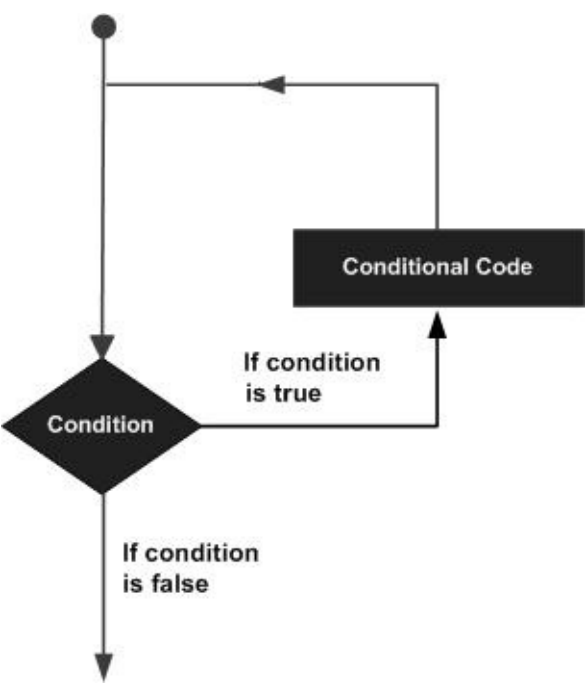 Conditional Code
If condition
is true
Condition
If condition
is false